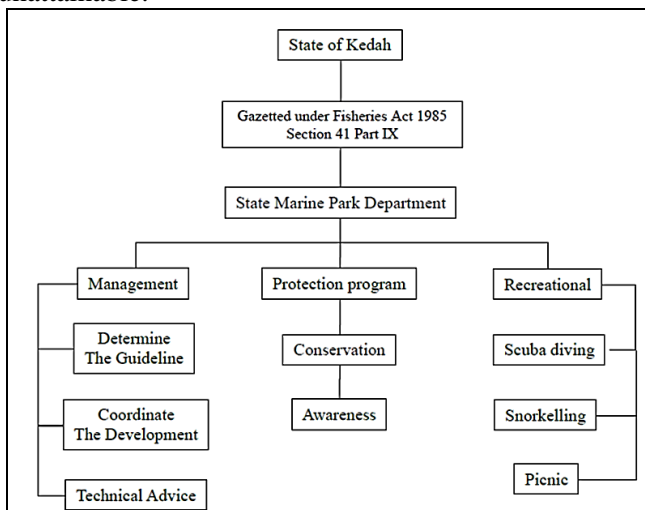 State of Kedah
Gazetted under Fisheries Act 1985
Section 41 Part IX
State Marine Park Department
Management
Protection program
Recreational
Determine
The Guideline
Conservation
Scuba diving
Coordinate
The Development
Awareness
Snorkelling
Technical Advice
Picnic